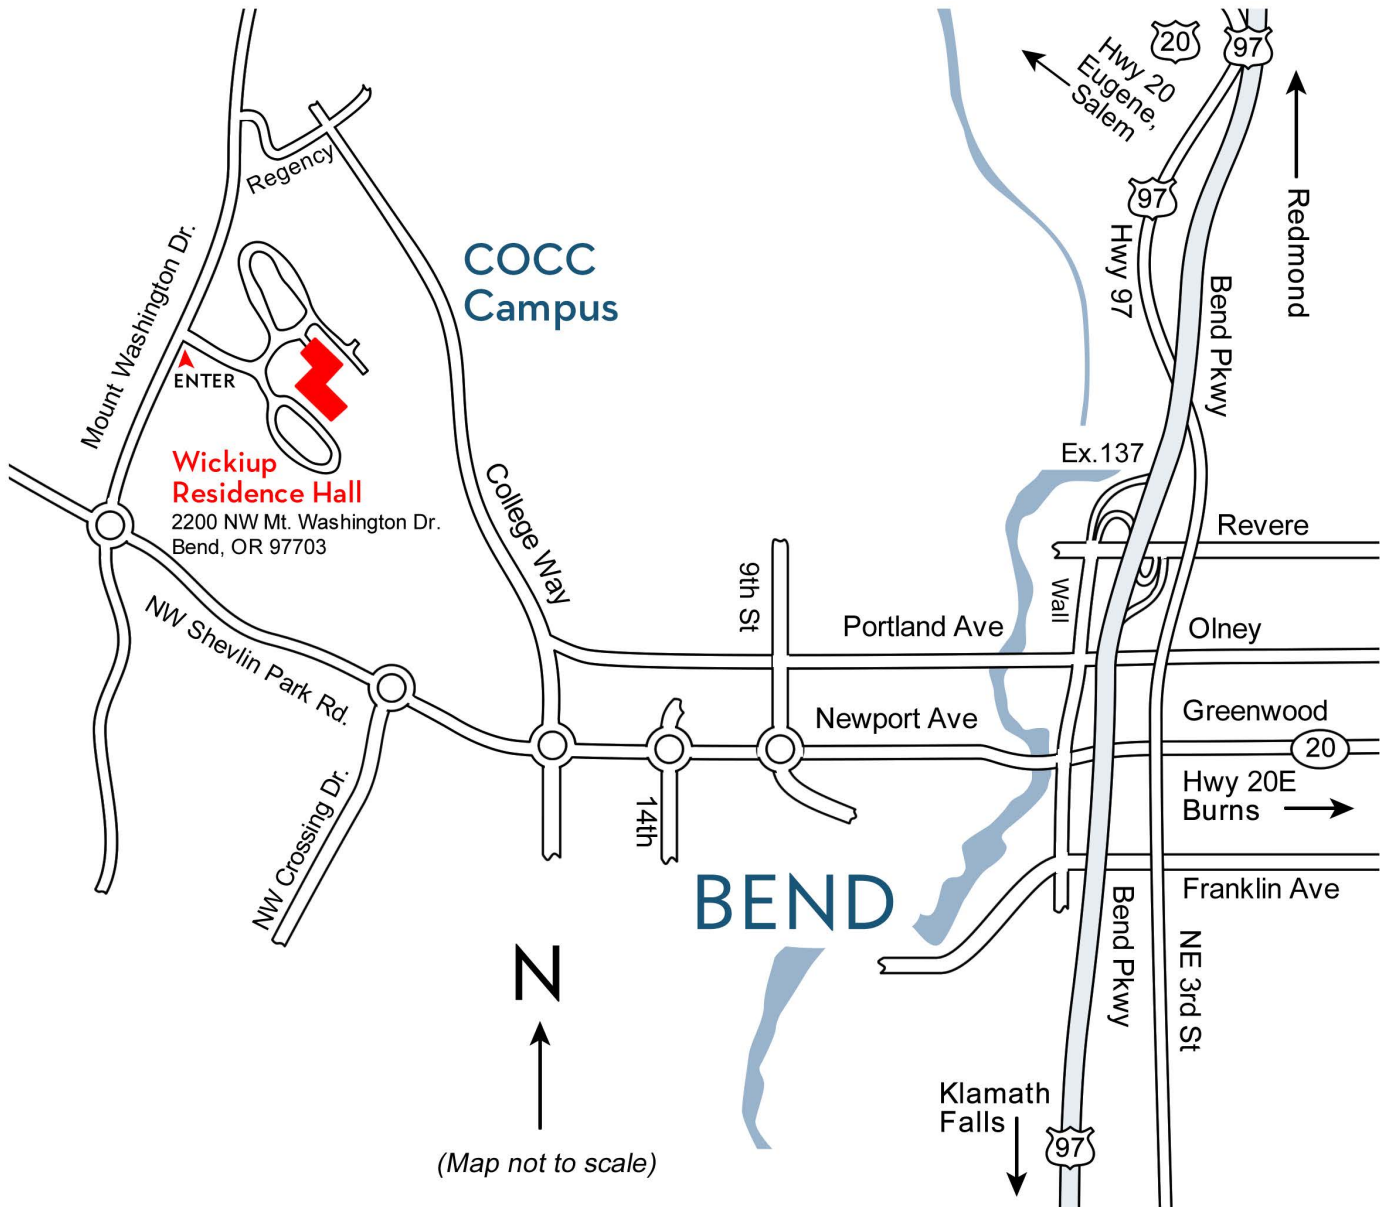 20
97
Hwy 20
Eugene,
Salem
97
Hwy 97
Redmond
Bend Pkwy
Regency
Mount Washington Dr.
COCC
Campus
ENTER
Wickiup
Residence Hall
2200 NW Mt. Washington Dr.
Bend, OR 97703
College Way
Ex.137
Revere
9th St
Wall
Portland Ave
Olney
NW Shevlin Park Rd.
Newport Ave
Greenwood
20
Hwy 20E
Burns
NW Crossing Dr.
14th
BEND
Franklin Ave
Bend Pkwy
NE 3rd St
N
Klamath
Falls
97
(Map not to scale)